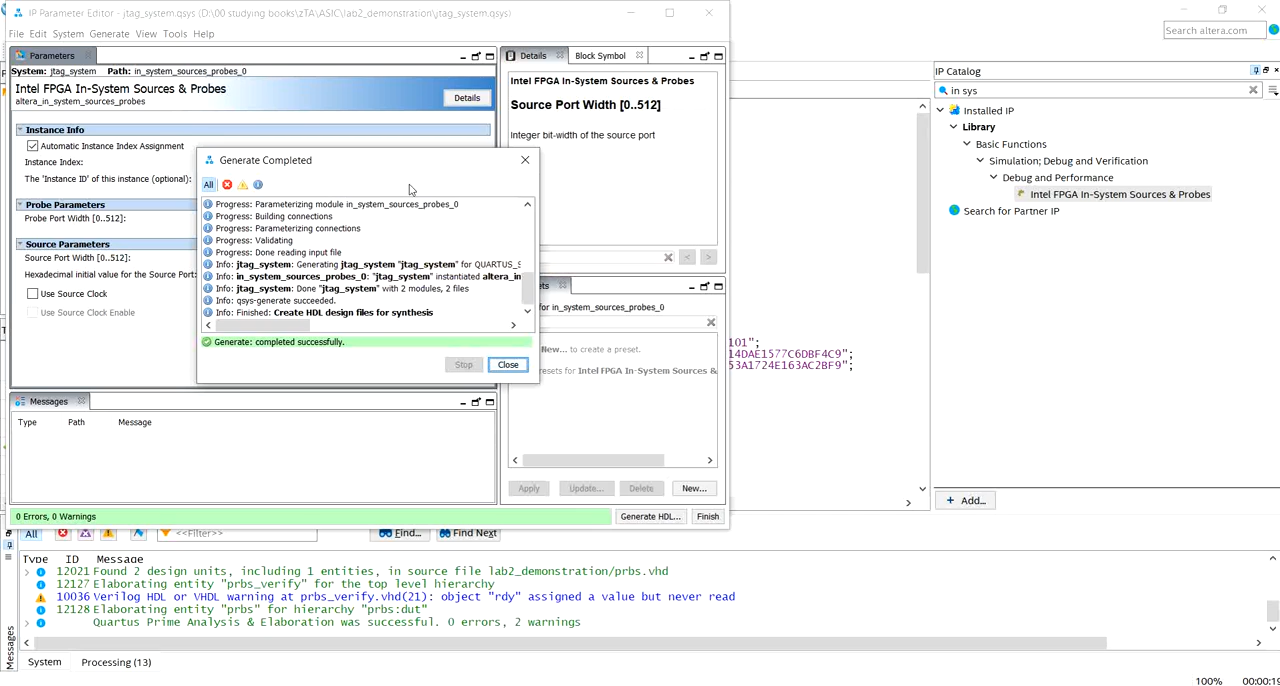 IP Parameter Editor - jtag_system.qsys (D:\00 studying books\zTA\ASIC\lab2_demonstration\jtag_system.qsys)
File Edit System Generate View Tools Help
Search altera.com
Parameters
Details
Block Symbol
IP Catalog
System: jtag_system Path: in_system_sources_probes_0
Intel FPGA In-System Sources & Probes
altera_in_system_sources_probes
Details
Intel FPGA In-System Sources & Probes
Source Port Width [0..512]
Integer bit-width of the source port
in sys
Installed IP
Library
Basic Functions
Simulation; Debug and Verification
Debug and Performance
Intel FPGA In-System Sources & Probes
Search for Partner IP
Instance Info
Automatic Instance Index Assignment
Instance Index:
The 'Instance ID' of this instance (optional):
Probe Parameters
Probe Port Width [0..512]:
Source Parameters
Source Port Width [0..512]:
Hexadecimal initial value for the Source Port:
Use Source Clock
Use Source Clock Enable
Generate Completed
All
Progress: Parameterizing module in_system_sources_probes_0
Progress: Building connections
Progress: Parameterizing connections
Progress: Validating
Progress: Done reading input file
Info: jtag_system: Generating jtag_system "jtag_system" for QUARTUS_S
Info: in_system_sources_probes_0: "jtag_system" instantiated altera_in
Info: jtag_system: Done "jtag_system" with 2 modules, 2 files
Info: qsys-generate succeeded.
Info: Finished: Create HDL design files for synthesis
Generate: completed successfully.
Stop
Close
ets
for in_system_sources_probes_0
New... to create a preset.
resets for Intel FPGA In-System Sources &
101";
14DAE1577C6DBF4C9";
53A1724E163AC2BF9";
Messages
Type Path Message
Apply
Update...
Delete
New...
Add...
0 Errors, 0 Warnings
Generate HDL...
Finish
All
<<Filter>>
Find...
Find Next
Type ID Message
12021 Found 2 design units, including 1 entities, in source file lab2_demonstration/prbs.vhd
12127 Elaborating entity "prbs_verify" for the top level hierarchy
10036 Verilog HDL or VHDL warning at prbs_verify.vhd(21): object "rdy" assigned a value but never read
12128 Elaborating entity "prbs" for hierarchy "prbs:dut"
Quartus Prime Analysis & Elaboration was successful. 0 errors, 2 warnings
Messages
System
Processing (13)
100%
00:00:19